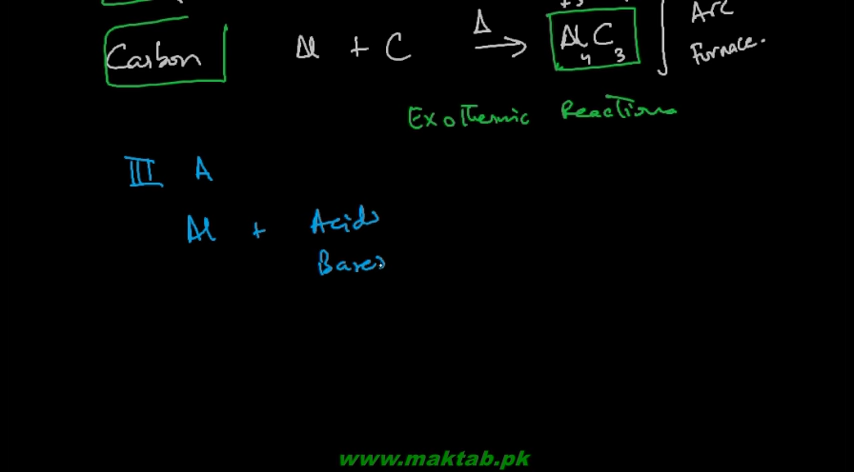 Arc
Carbon Al + C Δ → Al₄C₃ Furnace.
Exothermic Reactions
III A
Al + Acids
Bases
www.maktab.pk